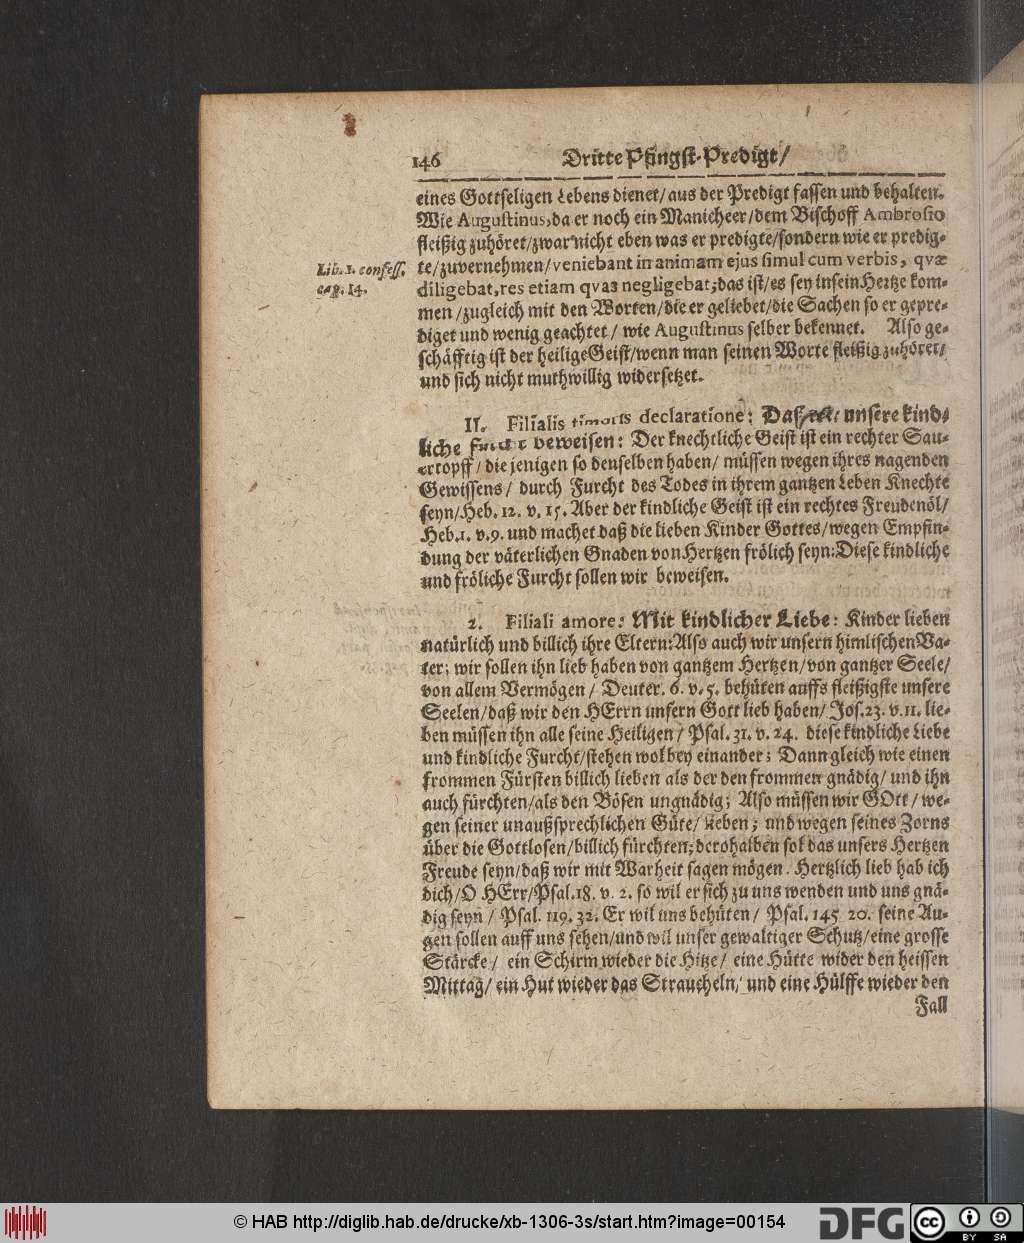 146 Dritte Pfingst-Predigt/
eines Gottseligen Lebens dienet/aus der Predigt fassen und behalten.
Wie Augustinus, da er noch ein Manicheer/dem Bischoff Ambrosio
fleißig zuhöret/zwar nicht eben was er predigte/sondern wie er predig-
te/zuvernehmen/veniebant in animam ejus simul cum verbis, qvæ
Lib. 1. confess.
cap. 14.
diligebat, res etiam qvas negligebat; das ist/es sey in sein Hertze kom-
men/zugleich mit den Worten/die er geliebet/die Sachen so er gepre-
diget und wenig geachtet/ wie Augustinus selber bekennet. Also ge-
schäfftig ist der heilige Geist/wenn man seinen Worte fleißig zuhöret/
und sich nicht muthwillig widersetzet.
II. Filialis timoris declaratione: Daß wir unsere kind-
liche Furcht beweisen: Der knechtliche Geist ist ein rechter Sau-
ertopff/ die jenigen so denselben haben/ müssen wegen ihres nagenden
Gewissens/ durch Furcht des Todes in ihrem gantzen Leben Knechte
seyn/Heb. 12. v. 15. Aber der kindliche Geist ist ein rechtes Freudenöl/
Heb. 1. v. 9. und machet daß die lieben Kinder Gottes/wegen Empfin-
dung der väterlichen Gnaden von Hertzen frölich seyn: Diese kindliche
und fröliche Furcht sollen wir beweisen.
1. Filiali amore: Mit kindlicher Liebe: Kinder lieben
natürlich und billich ihre Eltern: Also auch wir unsern himlischen Va-
ter; wir sollen ihn lieb haben von gantzem Hertzen/von gantzer Seele/
von allem Vermögen/ Deuter. 6. v. 5. behüten auffs fleißigste unsere
Seelen/daß wir den HErrn unsern Gott lieb haben/ Jos. 23. v. 11. lie-
ben müssen ihn alle seine Heiligen/ Psal. 31. v. 24. diese kindliche Liebe
und kindliche Furcht/stehen wol bey einander; Dann gleich wie einen
frommen Fürsten billich lieben als der den frommen gnädig/ und ihn
auch fürchten/als den Bösen ungnädig; Also müssen wir GOtt/ we-
gen seiner unaußsprechlichen Güte/ lieben; und wegen seines Zorns
über die Gottlosen/billich fürchten; derohalben sol das unsers Hertzen
Freude seyn/daß wir mit Warheit sagen mögen. Hertzlich lieb hab ich
dich/O HErr/Psal. 18. v. 2. so wil er sich zu uns wenden und uns gnä-
dig seyn/ Psal. 119. 32. Er wil uns behüten/ Psal. 145 20. seine Au-
gen sollen auff uns sehen/und wil unser gewaltiger Schutz/eine grosse
Stärcke/ ein Schirm wieder die Hitze/ eine Hütte wider den heissen
Mittag/ ein Hut wieder das Straucheln/ und eine Hülffe wieder den
Fall
© HAB http://diglib.hab.de/drucke/xb-1306-3s/start.htm?image=00154
DFG
cc
BY SA